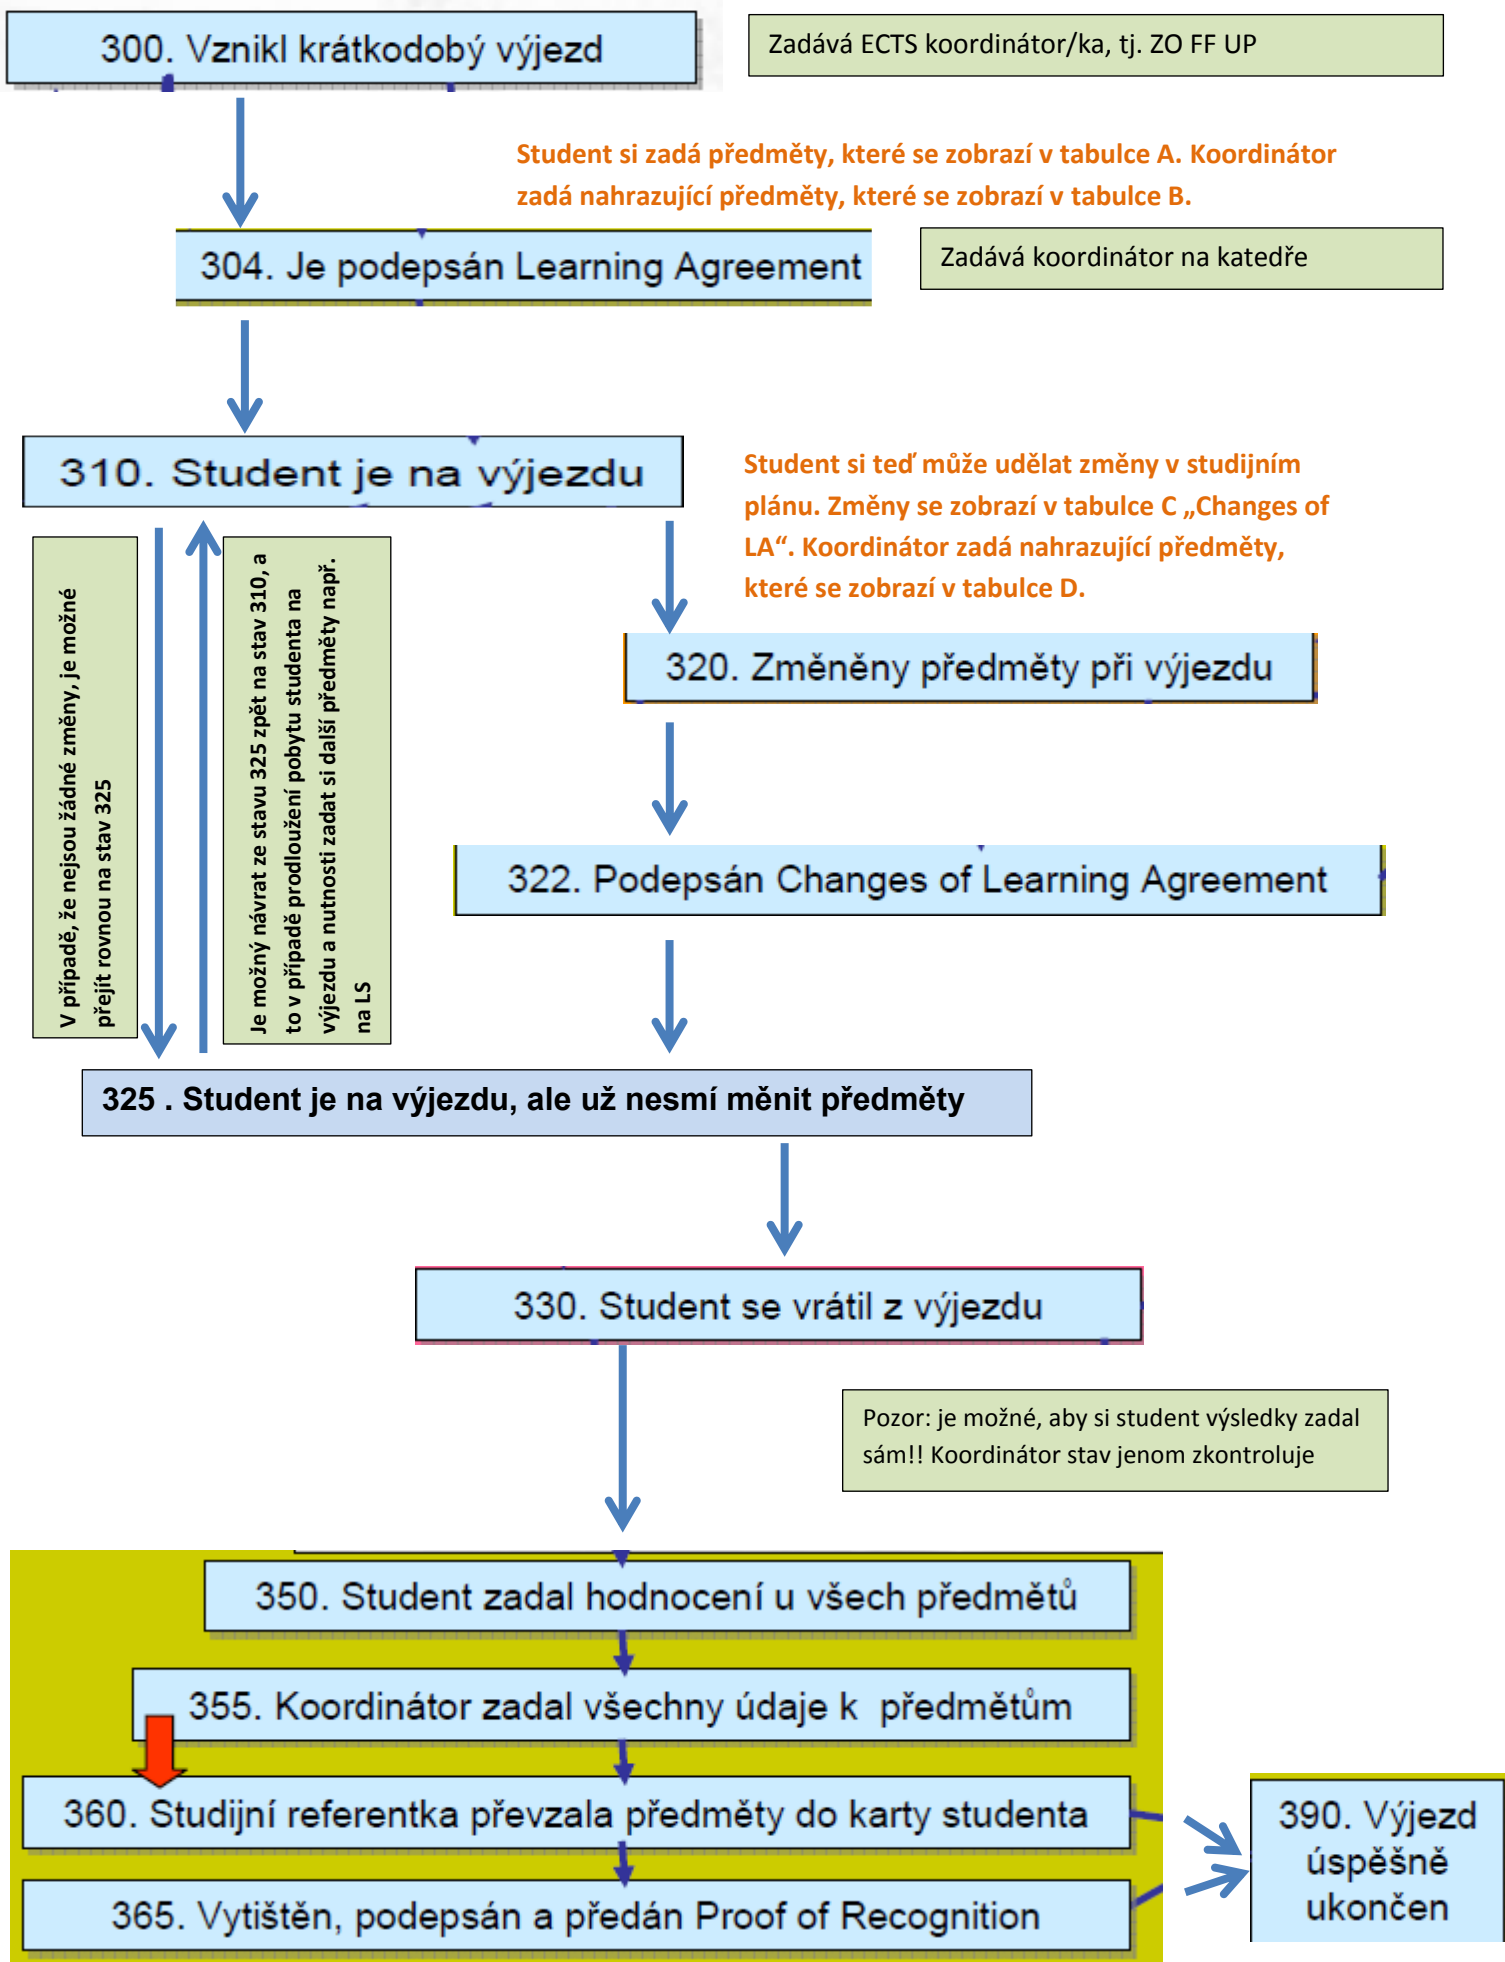 300. Vznikl krátkodobý výjezd
Zadává ECTS koordinátor/ka, tj. ZO FF UP
Student si zadá předměty, které se zobrazí v tabulce A. Koordinátor
zadá nahrazující předměty, které se zobrazí v tabulce B.
304. Je podepsán Learning Agreement
Zadává koordinátor na katedře
310. Student je na výjezdu
Student si teď může udělat změny v studijním
plánu. Změny se zobrazí v tabulce C „Changes of
LA“. Koordinátor zadá nahrazující předměty,
které se zobrazí v tabulce D.
V případě, že nejsou žádné změny, je možné
přejít rovnou na stav 325
Je možný návrat ze stavu 325 zpět na stav 310, a
to v případě prodloužení pobytu studenta na
výjezdu a nutnosti zadat si další předměty např.
na LS
320. Změněny předměty při výjezdu
322. Podepsán Changes of Learning Agreement
325 . Student je na výjezdu, ale už nesmí měnit předměty
330. Student se vrátil z výjezdu
Pozor: je možné, aby si student výsledky zadal
sám!! Koordinátor stav jenom zkontroluje
350. Student zadal hodnocení u všech předmětů
355. Koordinátor zadal všechny údaje k předmětům
360. Studijní referentka převzala předměty do karty studenta
365. Vytištěn, podepsán a předán Proof of Recognition
390. Výjezd
úspěšně
ukončen